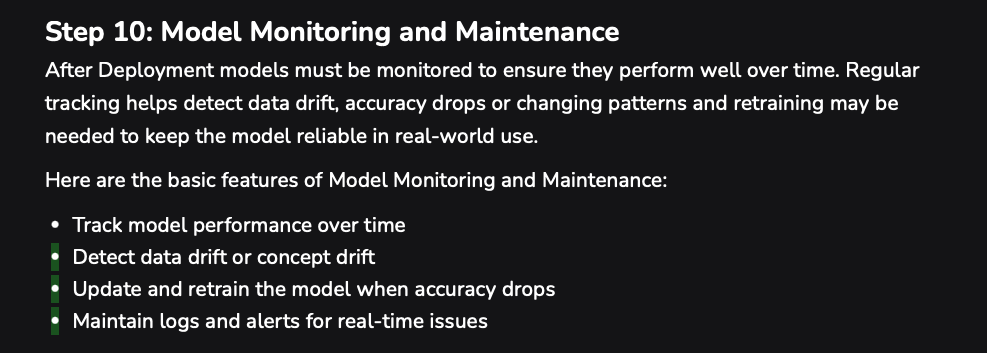 Step 10: Model Monitoring and Maintenance
After Deployment models must be monitored to ensure they perform well over time. Regular
tracking helps detect data drift, accuracy drops or changing patterns and retraining may be
needed to keep the model reliable in real-world use.
Here are the basic features of Model Monitoring and Maintenance:
• Track model performance over time
• Detect data drift or concept drift
• Update and retrain the model when accuracy drops
• Maintain logs and alerts for real-time issues